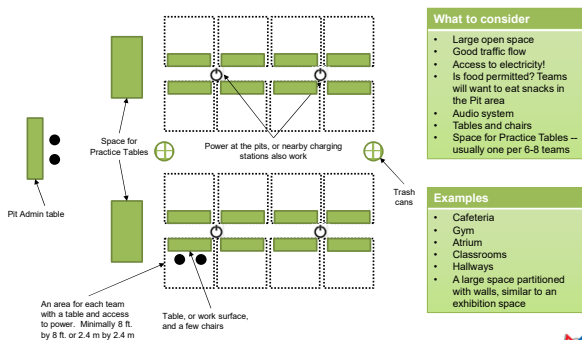 What to consider
• Large open space
• Good traffic flow
• Access to electricity!
• Is food permitted? Teams
will want to eat snacks in
the Pit area
• Audio system
• Tables and chairs
• Space for Practice Tables --
usually one per 6-8 teams
Space for
Practice Tables
Power at the pits, or nearby charging
stations also work
Trash
cans
Pit Admin table
Examples
• Cafeteria
• Gym
• Atrium
• Classrooms
• Hallways
• A large space partitioned
with walls, similar to an
exhibition space
An area for each team
with a table and access
to power. Minimally 8 ft.
by 8 ft. or 2.4 m by 2.4 m
Table, or work surface,
and a few chairs